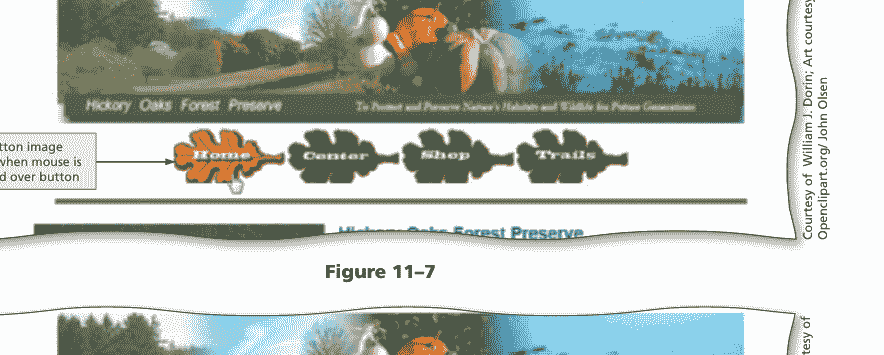 Hickory Oaks Forest Preserve
To Protect and Preserve Nature's Habitats and Wildlife for Future Generations
tton image
when mouse is
d over button
Home
Center
Shop
Trails
Hickory Oaks Forest Preserve
Courtesy of William J. Dorin; Art courtesy
Openclipart.org/ John Olsen
Figure 11–7
tesy of